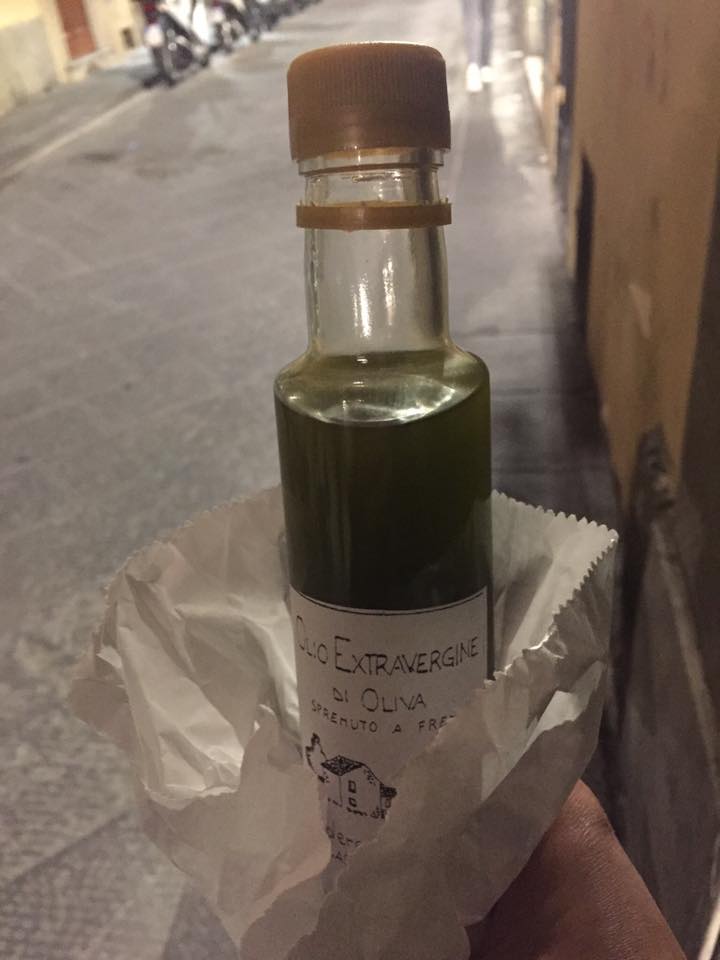 OLIO EXTRAVERGINE
DI OLIVA
SPREMUTO A FRE